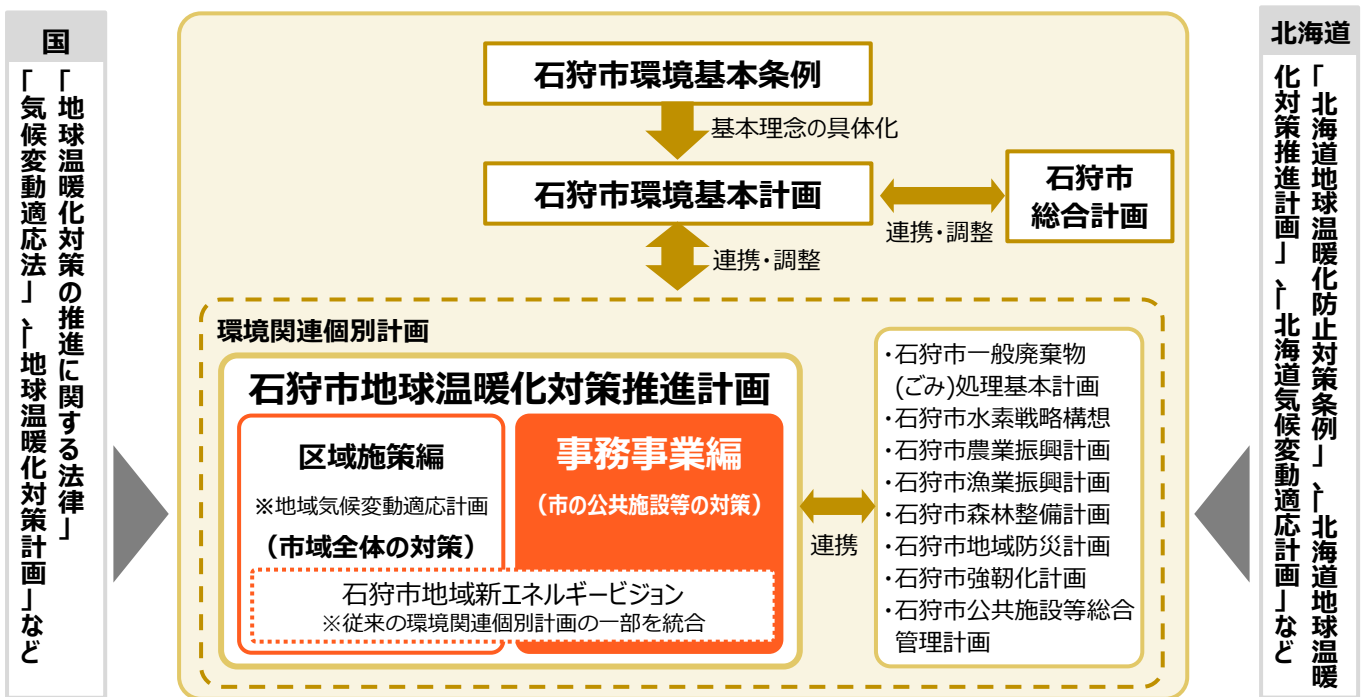 国
「地球温暖化対策の推進に関する法律」
「気候変動適応法」、「地球温暖化対策計画」など
石狩市環境基本条例
基本理念の具体化
石狩市環境基本計画
連携・調整
石狩市
総合計画
連携・調整
環境関連個別計画
石狩市地球温暖化対策推進計画
区域施策編
※地域気候変動適応計画
(市域全体の対策)
事務事業編
(市の公共施設等の対策)
石狩市地域新エネルギービジョン
※従来の環境関連個別計画の一部を統合
連携
・石狩市一般廃棄物
(ごみ)処理基本計画
・石狩市水素戦略構想
・石狩市農業振興計画
・石狩市漁業振興計画
・石狩市森林整備計画
・石狩市地域防災計画
・石狩市強靭化計画
・石狩市公共施設等総合
管理計画
北海道
「北海道地球温暖化防止対策条例」、「北海道地球温暖
化対策推進計画」、「北海道気候変動適応計画」など